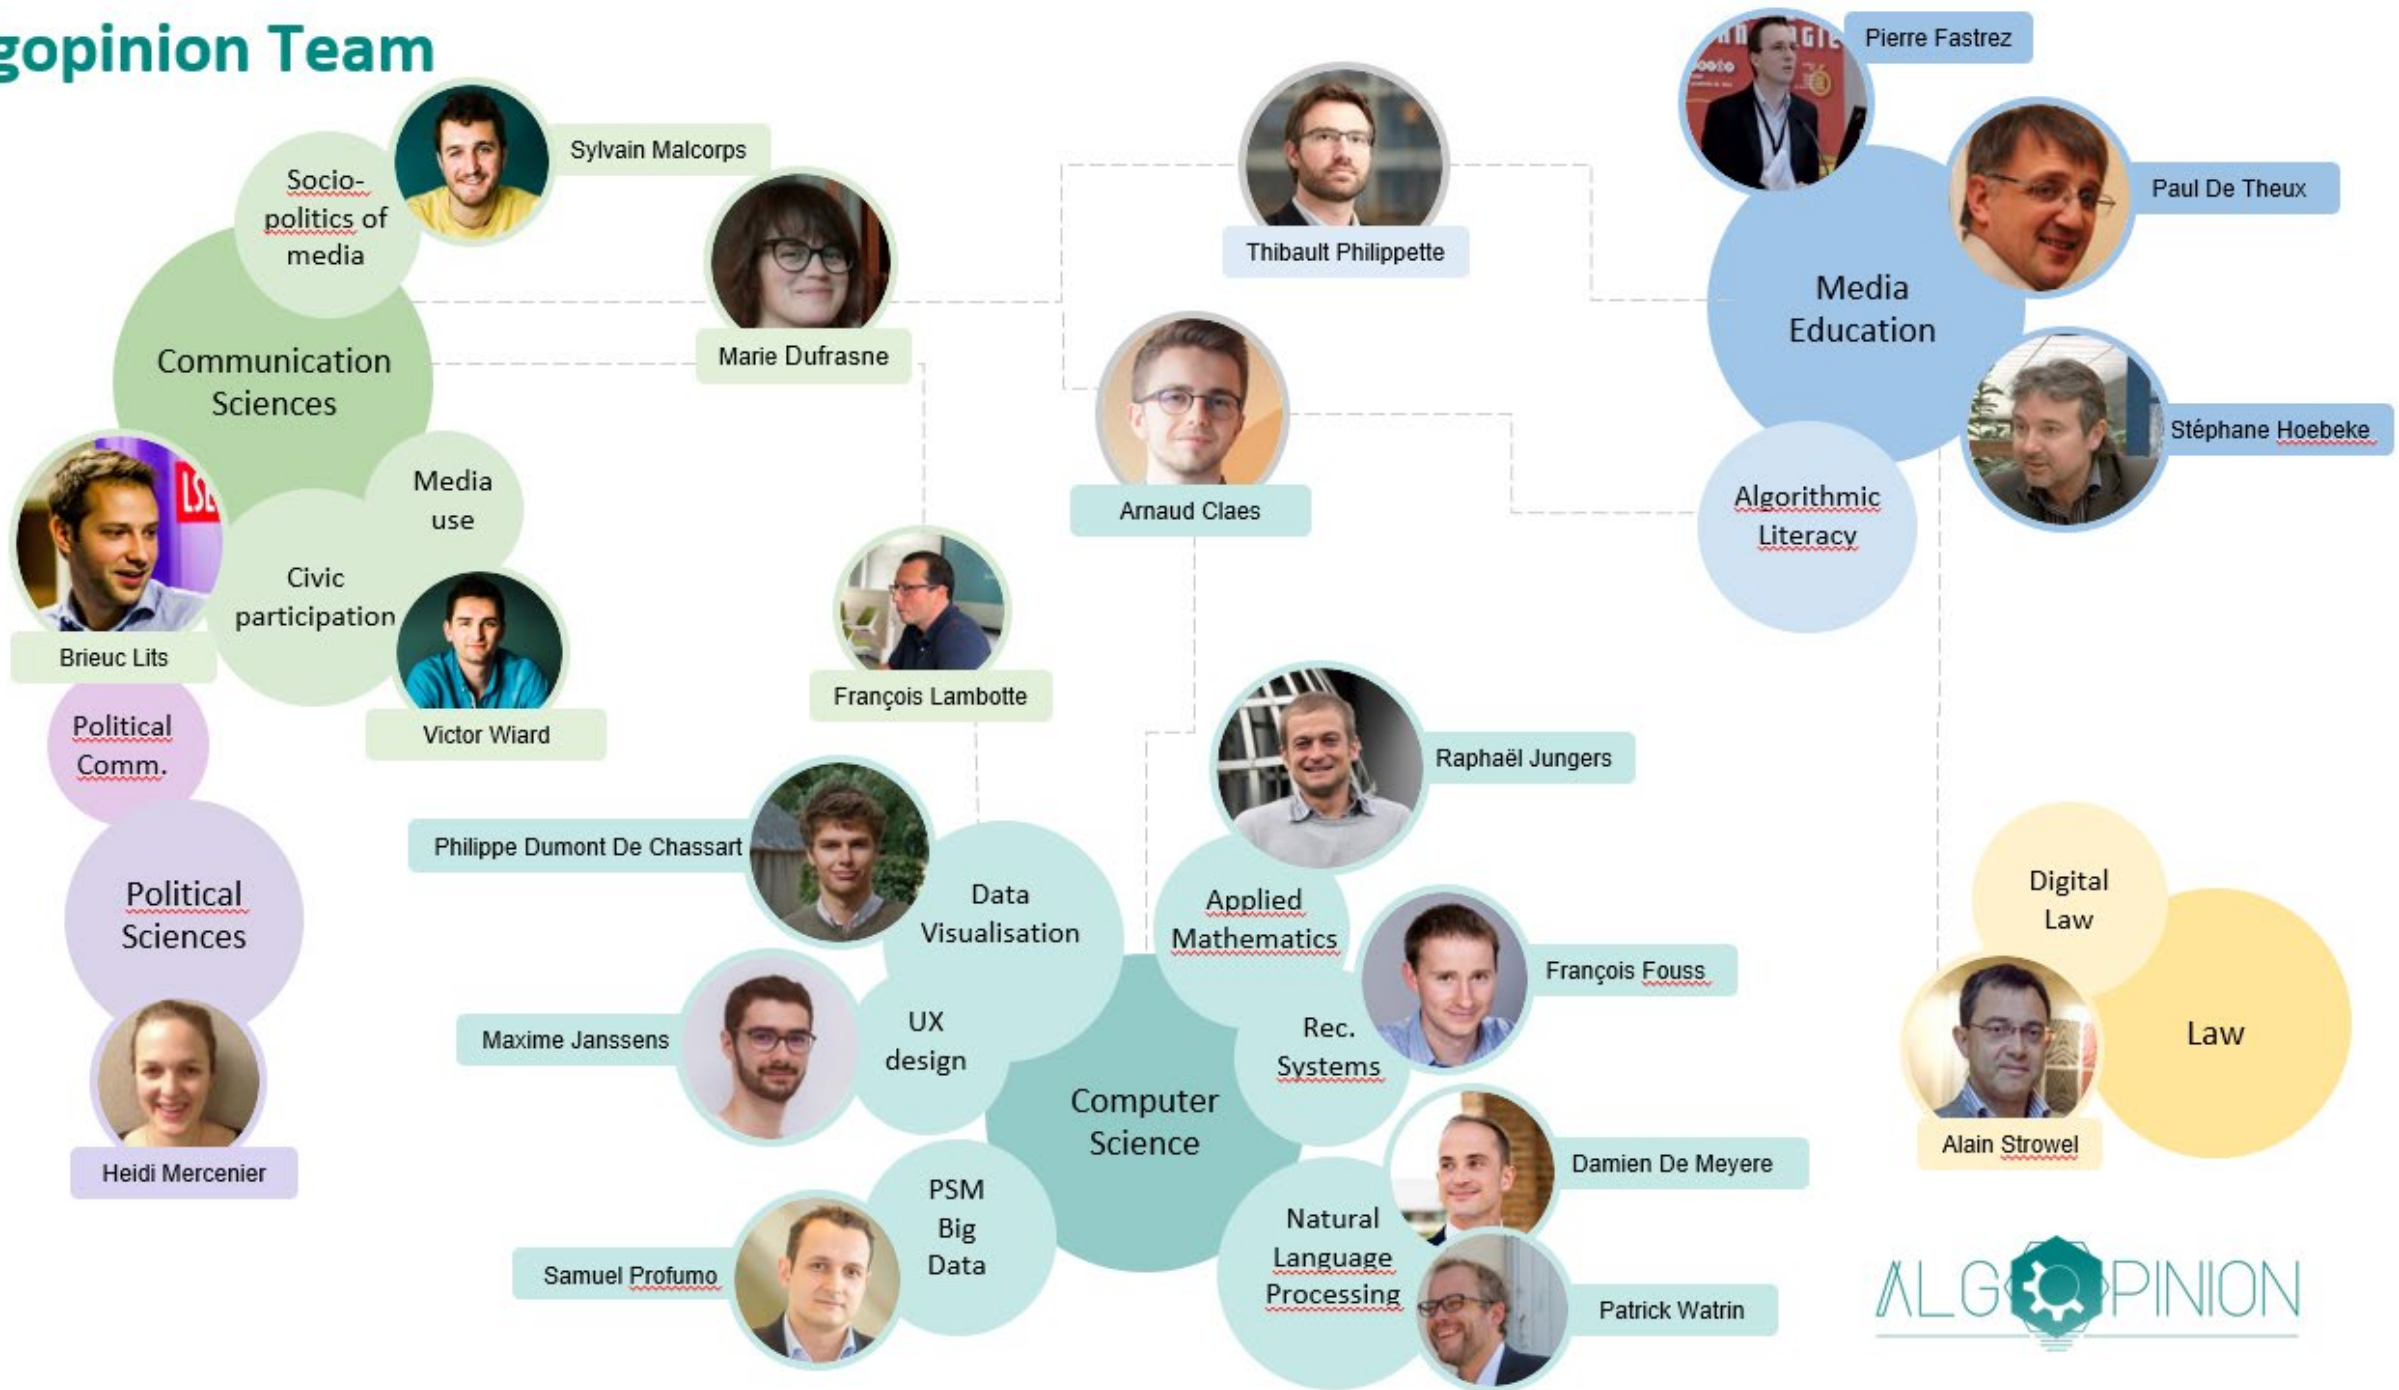 gopinion Team
Pierre Fastrez
Sylvain Malcorps
Socio-
politics of
media
Paul De Theux
Thibault Philippette
Media
Education
Marie Dufrasne
Communication
Sciences
Stéphane Hoebeke
Media
use
Algorithmic
Literacy
Arnaud Claes
Civic
participation
Brieuc Lits
François Lambotte
Political
Comm.
Victor Wiard
Raphaël Jungers
Philippe Dumont De Chassart
Data
Visualisation
Applied
Mathematics
Digital
Law
Political
Sciences
François Fouss
Maxime Janssens
UX
design
Rec.
Systems
Law
Computer
Science
Alain Strowel
Heidi Mercenier
Damien De Meyere
PSM
Big
Data
Natural
Language
Processing
Samuel Profumo
Patrick Watrin
ALGOPINION